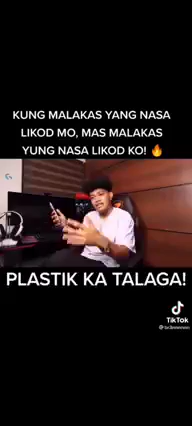 KUNG MALAKAS YANG NASA
LIKOD MO, MAS MALAKAS
YUNG NASA LIKOD KO! 🔥
PLASTIK KA TALAGA!
TikTok